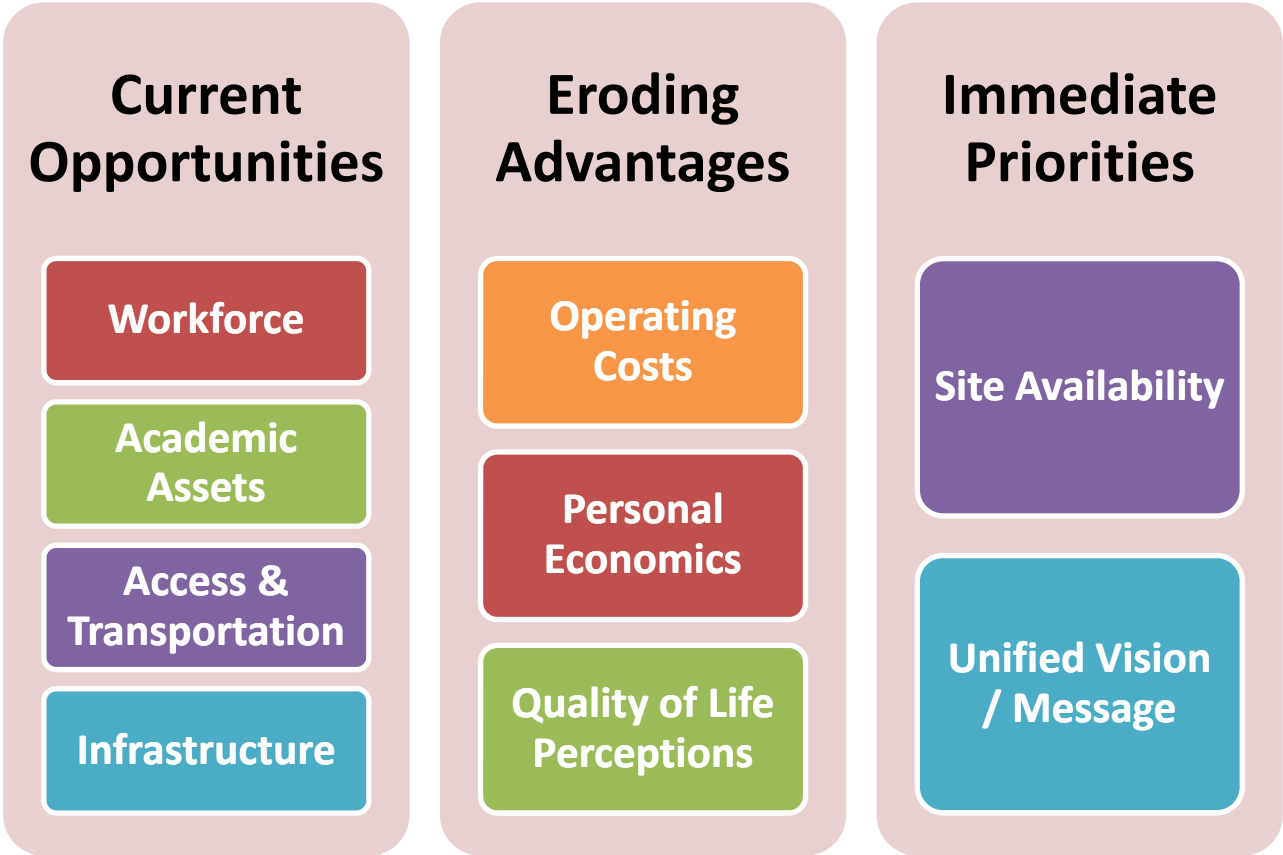 Current
Opportunities
Workforce
Academic
Assets
Access &
Transportation
Infrastructure
Eroding
Advantages
Operating
Costs
Personal
Economics
Quality of Life
Perceptions
Immediate
Priorities
Site Availability
Unified Vision
/ Message